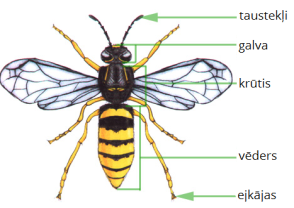 taustekļi
galva
krūtis
vēders
ejkājas